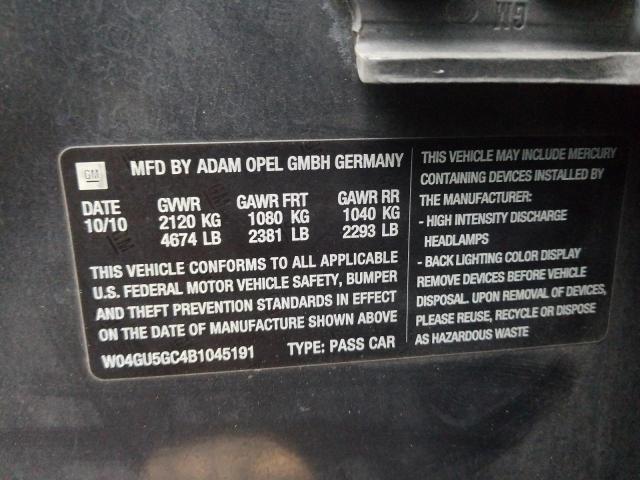 GM
GM
MFD BY ADAM OPEL GMBH GERMANY
DATE GVWR GAWR FRT GAWR RR
10/10 2120 KG 1080 KG 1040 KG
4674 LB 2381 LB 2293 LB
THIS VEHICLE CONFORMS TO ALL APPLICABLE
U.S. FEDERAL MOTOR VEHICLE SAFETY, BUMPER
AND THEFT PREVENTION STANDARDS IN EFFECT
ON THE DATE OF MANUFACTURE SHOWN ABOVE
W04GU5GC4B1045191 TYPE: PASS CAR
THIS VEHICLE MAY INCLUDE MERCURY
CONTAINING DEVICES INSTALLED BY
THE MANUFACTURER:
- HIGH INTENSITY DISCHARGE
HEADLAMPS
- BACK LIGHTING COLOR DISPLAY
REMOVE DEVICES BEFORE VEHICLE
DISPOSAL. UPON REMOVAL OF DEVICES,
PLEASE REUSE, RECYCLE OR DISPOSE
AS HAZARDOUS WASTE